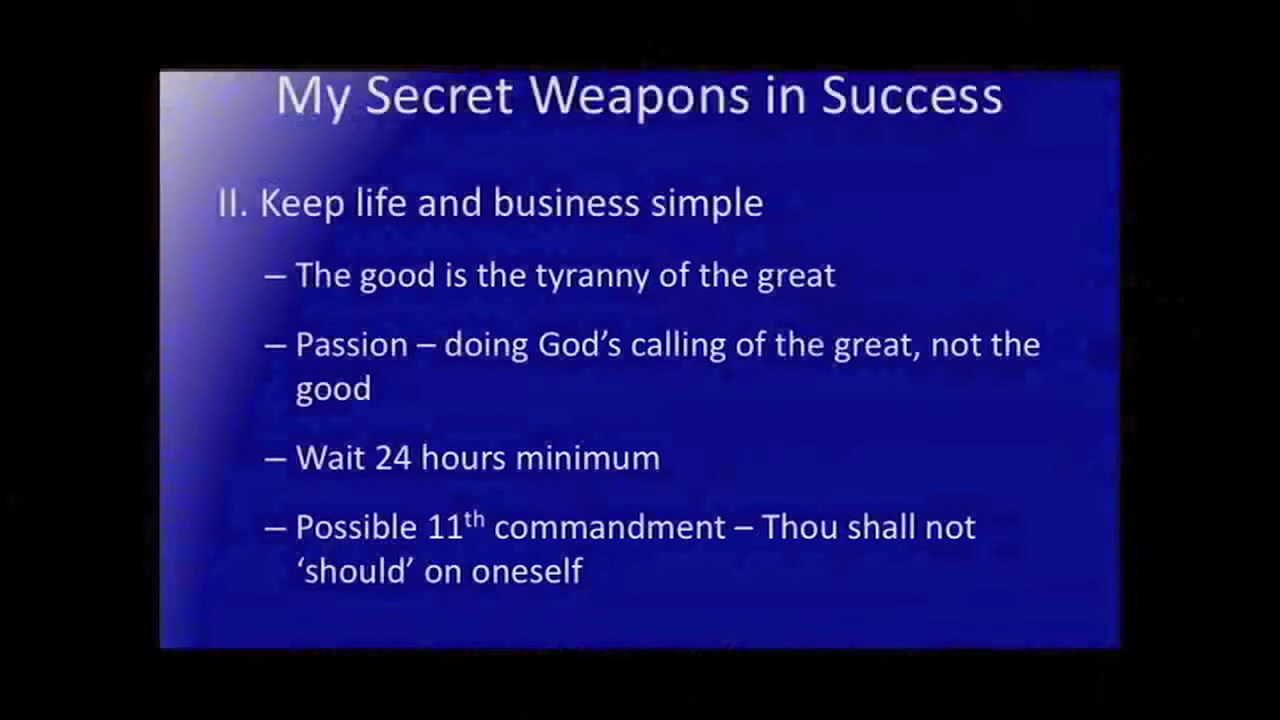 My Secret Weapons in Success
II. Keep life and business simple
– The good is the tyranny of the great
– Passion – doing God’s calling of the great, not the
good
– Wait 24 hours minimum
– Possible 11th commandment – Thou shall not
‘should’ on oneself